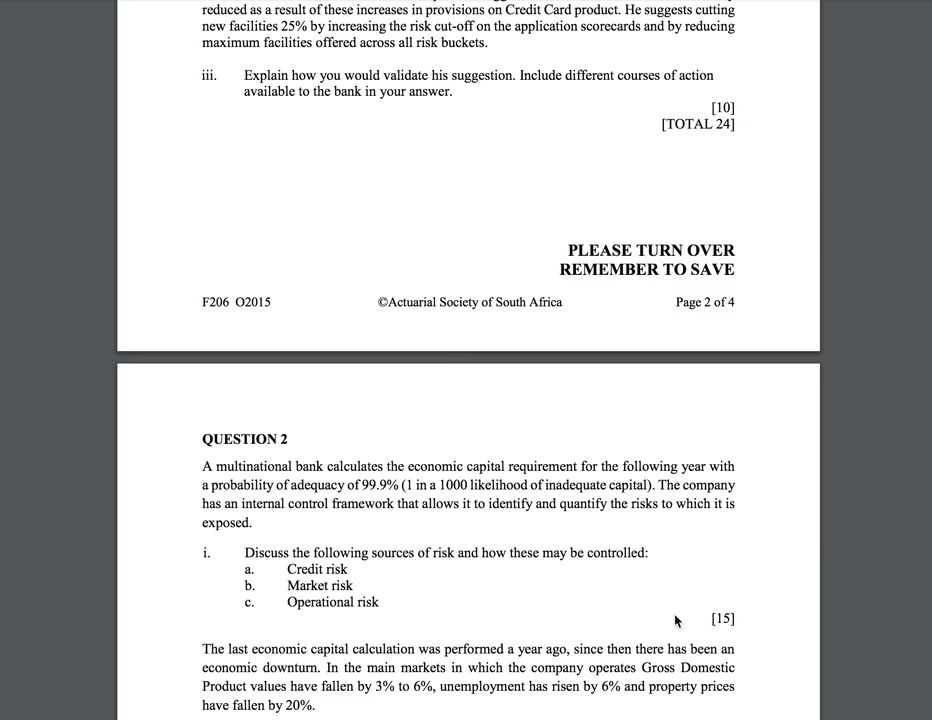 reduced as a result of these increases in provisions on Credit Card product. He suggests cutting
new facilities 25% by increasing the risk cut-off on the application scorecards and by reducing
maximum facilities offered across all risk buckets.
iii. Explain how you would validate his suggestion. Include different courses of action
available to the bank in your answer.
[10]
[TOTAL 24]
PLEASE TURN OVER
REMEMBER TO SAVE
F206 O2015 ©Actuarial Society of South Africa Page 2 of 4
QUESTION 2
A multinational bank calculates the economic capital requirement for the following year with
a probability of adequacy of 99.9% (1 in a 1000 likelihood of inadequate capital). The company
has an internal control framework that allows it to identify and quantify the risks to which it is
exposed.
i. Discuss the following sources of risk and how these may be controlled:
a. Credit risk
b. Market risk
c. Operational risk
[15]
The last economic capital calculation was performed a year ago, since then there has been an
economic downturn. In the main markets in which the company operates Gross Domestic
Product values have fallen by 3% to 6%, unemployment has risen by 6% and property prices
have fallen by 20%.